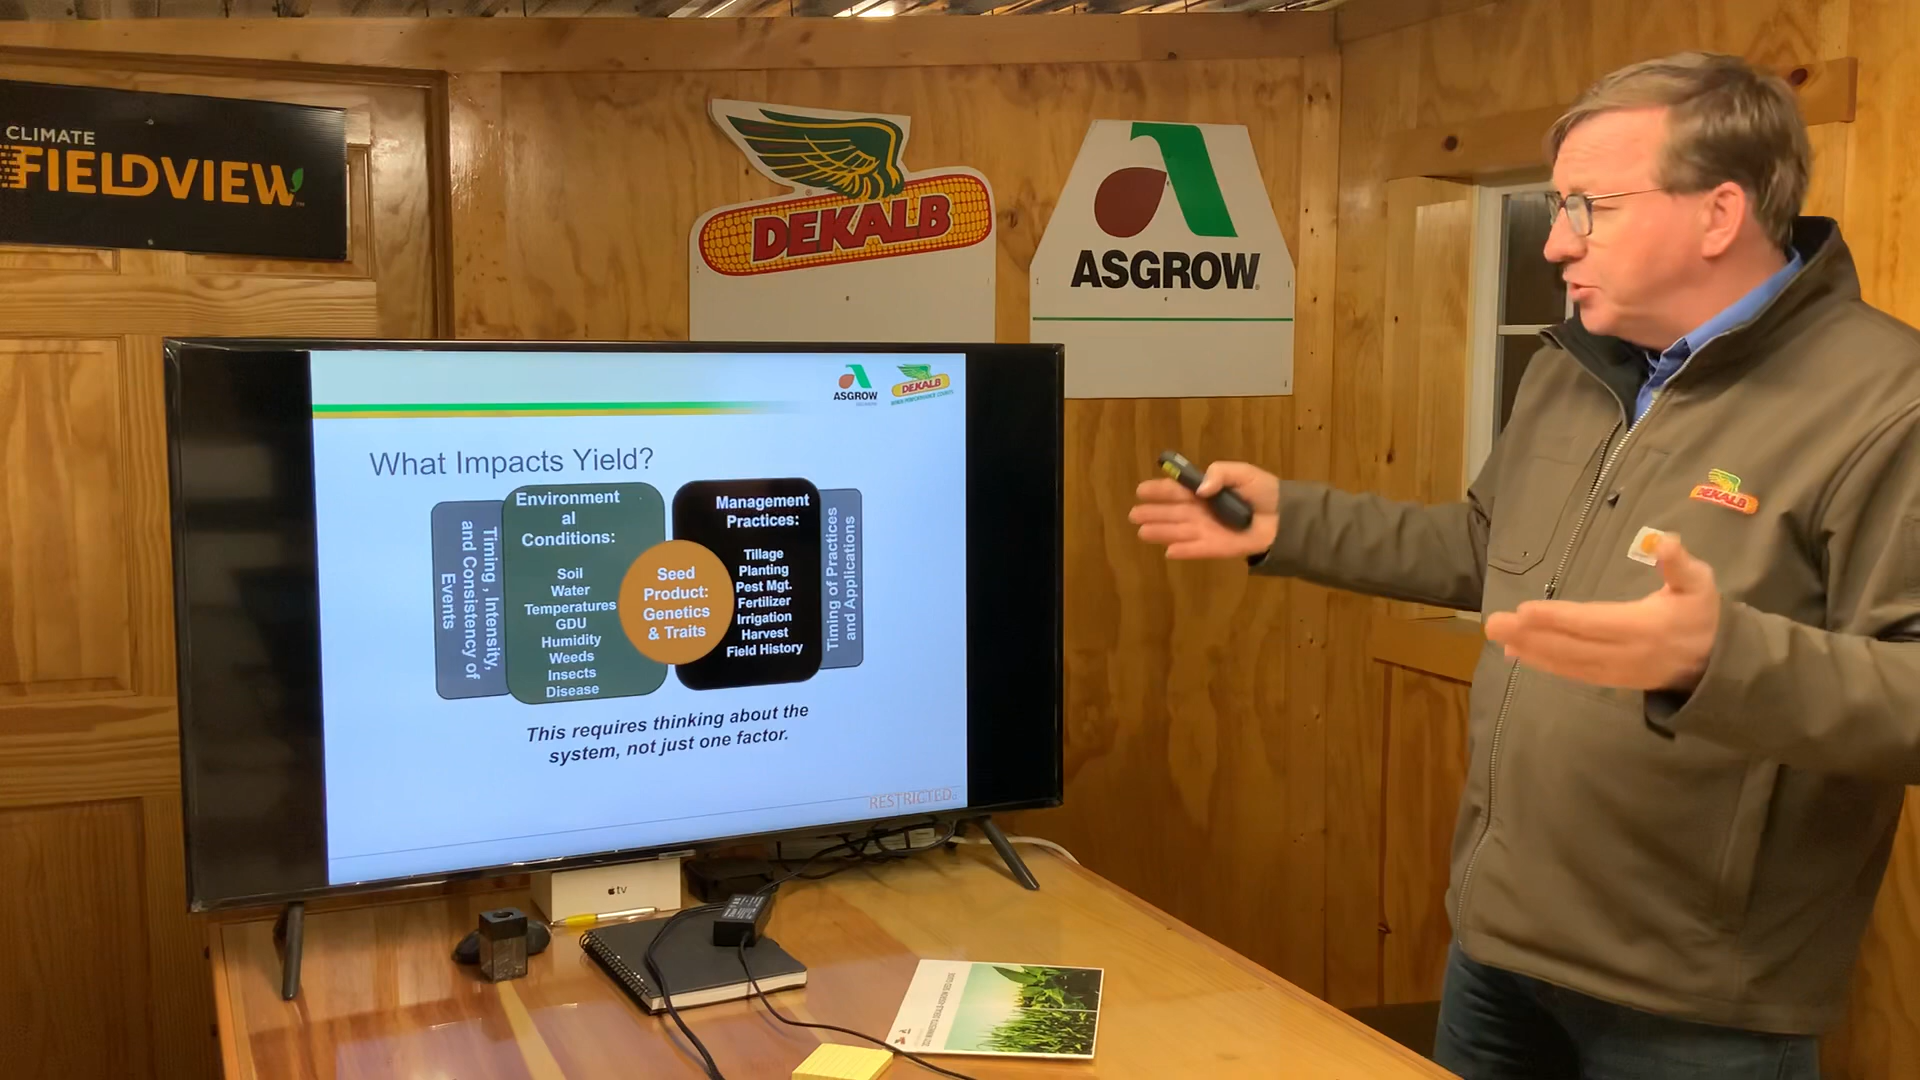 CLIMATE
FIELDVIEW
DEKALB
ASGROW
ASGROW
DEKALB
What Impacts Yield?
Timing , Intensity,
and Consistency of
Events
Environment
al
Conditions:
Soil
Water
Temperatures
GDU
Humidity
Weeds
Insects
Disease
Seed
Product:
Genetics
& Traits
Management
Practices:
Tillage
Planting
Pest Mgt.
Fertilizer
Irrigation
Harvest
Field History
Timing of Practices
and Applications
This requires thinking about the
system, not just one factor.
RESTRICTED
DEKALB
tv